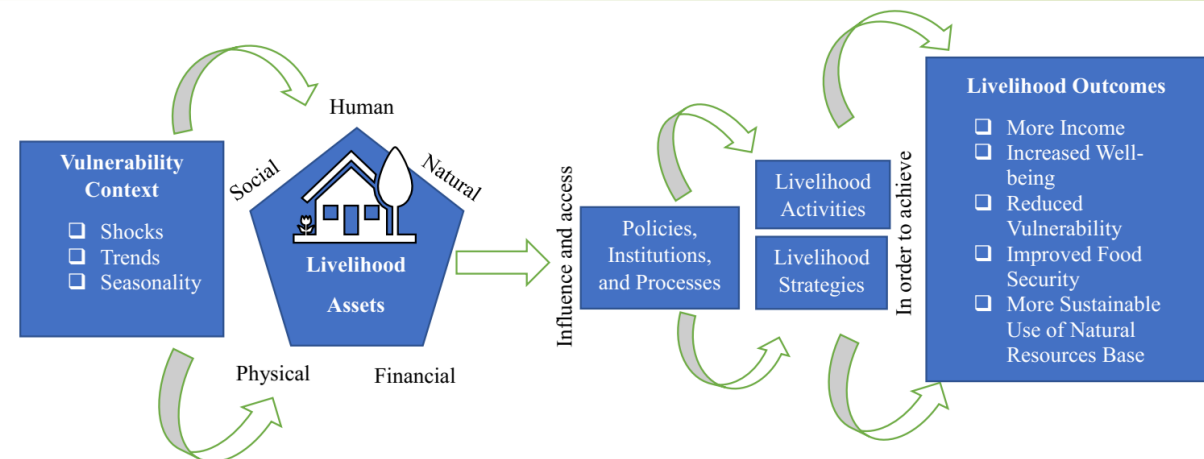 Vulnerability
Context
❑ Shocks
❑ Trends
❑ Seasonality
Human
Social
Natural
Livelihood
Assets
Physical
Financial
Influence and access
Policies,
Institutions,
and Processes
Livelihood
Activities
Livelihood
Strategies
In order to achieve
Livelihood Outcomes
❑ More Income
❑ Increased Well-
being
❑ Reduced
Vulnerability
❑ Improved Food
Security
❑ More Sustainable
Use of Natural
Resources Base